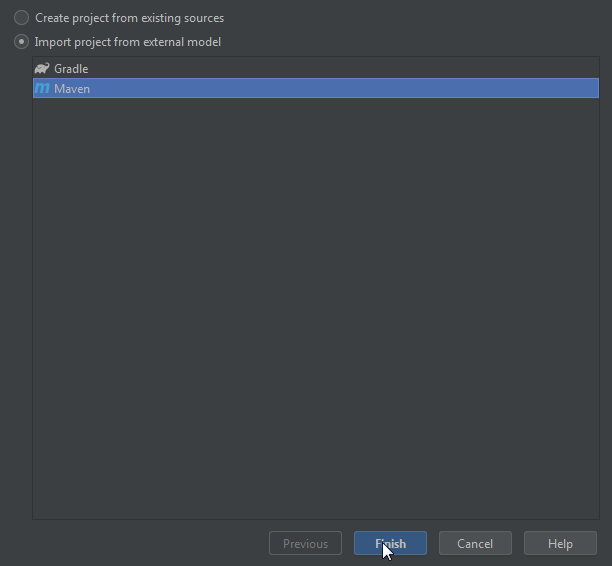 Create project from existing sources
Import project from external model
Gradle
Maven
Previous Finish Cancel Help